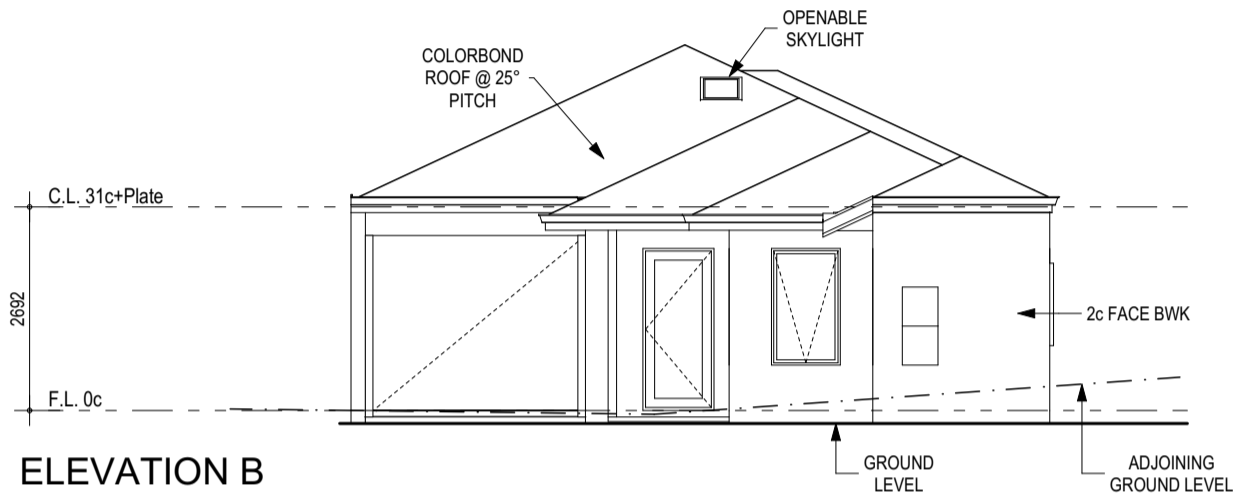 OPENABLE
SKYLIGHT
COLORBOND
ROOF @ 25°
PITCH
C.L. 31c+Plate
2692
2c FACE BWK
F.L. 0c
ELEVATION B
GROUND
LEVEL
ADJOINING
GROUND LEVEL